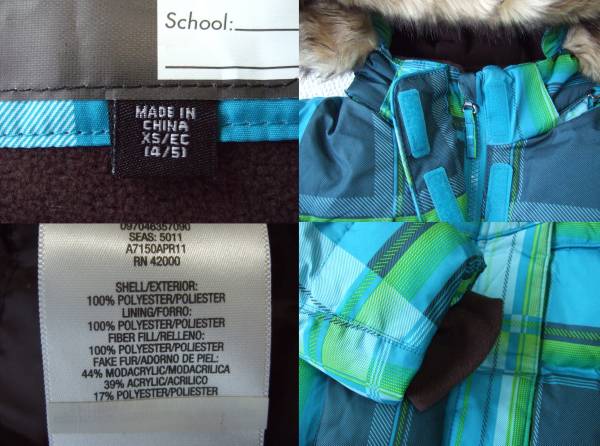 School:
MADE IN
CHINA
XS/EC
(4/5)
097046357090
SEAS: 5011
A7150APR11
RN 42000
SHELL/EXTERIOR:
100% POLYESTER/POLIESTER
LINING/FORRO:
100% POLYESTER/POLIESTER
FIBER FILL/RELLENO:
100% POLYESTER/POLIESTER
FAKE FUR/ADORNO DE PIEL:
44% MODACRYLIC/MODACRILICA
39% ACRYLIC/ACRILICO
17% POLYESTER/POLIESTER